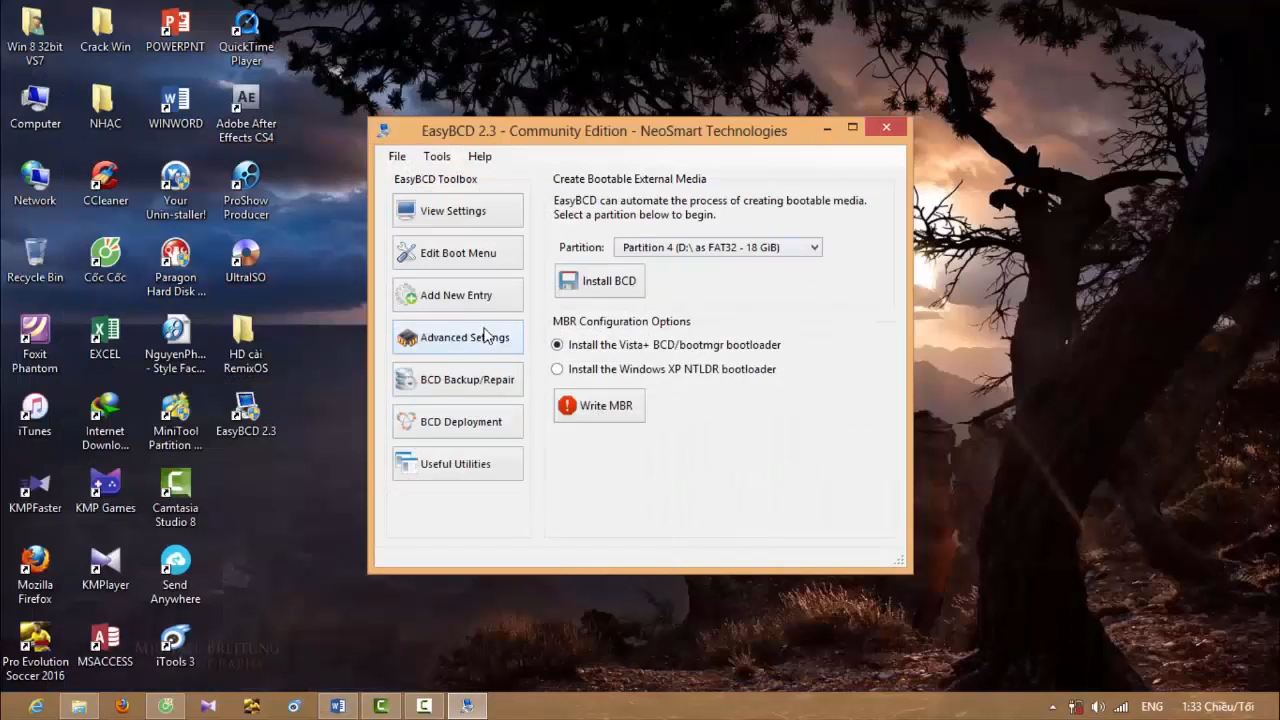 Win 8 32bit
VS7
Crack Win
POWERPNT
QuickTime
Player
Computer
NHAC
WINWORD
Adobe After
Effects CS4
Network
CCleaner
Your
Unin-staller!
ProShow
Producer
Recycle Bin
Cốc Cốc
Paragon
Hard Disk ...
UltraISO
Foxit
Phantom
EXCEL
NguyenPh...
- Style Fac...
HD cài
RemixOS
iTunes
Internet
Downlo...
MiniTool
Partition ...
EasyBCD 2.3
KMPFaster
KMP Games
Camtasia
Studio 8
Mozilla
Firefox
KMPlayer
Send
Anywhere
Pro Evolution
Soccer 2016
MSACCESS
iTools 3
EasyBCD 2.3 - Community Edition - NeoSmart Technologies
File Tools Help
EasyBCD Toolbox
View Settings
Edit Boot Menu
Add New Entry
Advanced Settings
BCD Backup/Repair
BCD Deployment
Useful Utilities
Create Bootable External Media
EasyBCD can automate the process of creating bootable media.
Select a partition below to begin.
Partition: Partition 4 (D:\ as FAT32 - 18 GiB)
Install BCD
MBR Configuration Options
Install the Vista+ BCD/bootmgr bootloader
Install the Windows XP NTLDR bootloader
Write MBR
ENG 1:33 Chiều/Tối